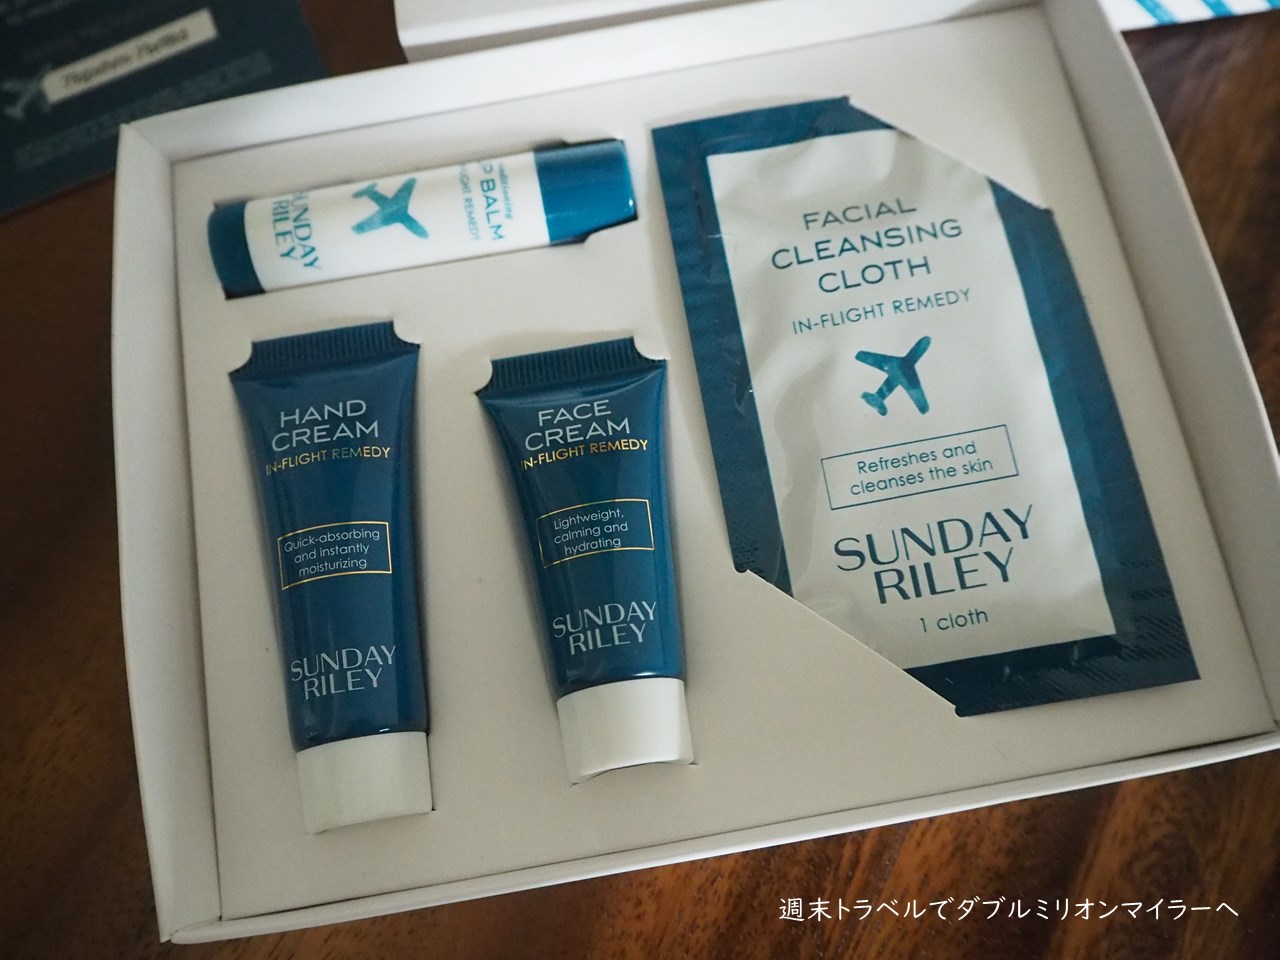 SUNDAY
RILEY
BALM
FACIAL
CLEANSING
CLOTH
IN-FLIGHT REMEDY
Refreshes and
cleanses the skin
SUNDAY
RILEY
1 cloth
HAND
CREAM
IN-FLIGHT REMEDY
Quick-absorbing
and instantly
moisturizing
SUNDAY
RILEY
FACE
CREAM
IN-FLIGHT REMEDY
Lightweight,
calming and
hydrating
SUNDAY
RILEY
週末トラベルでダブルミリオンマイラーへ